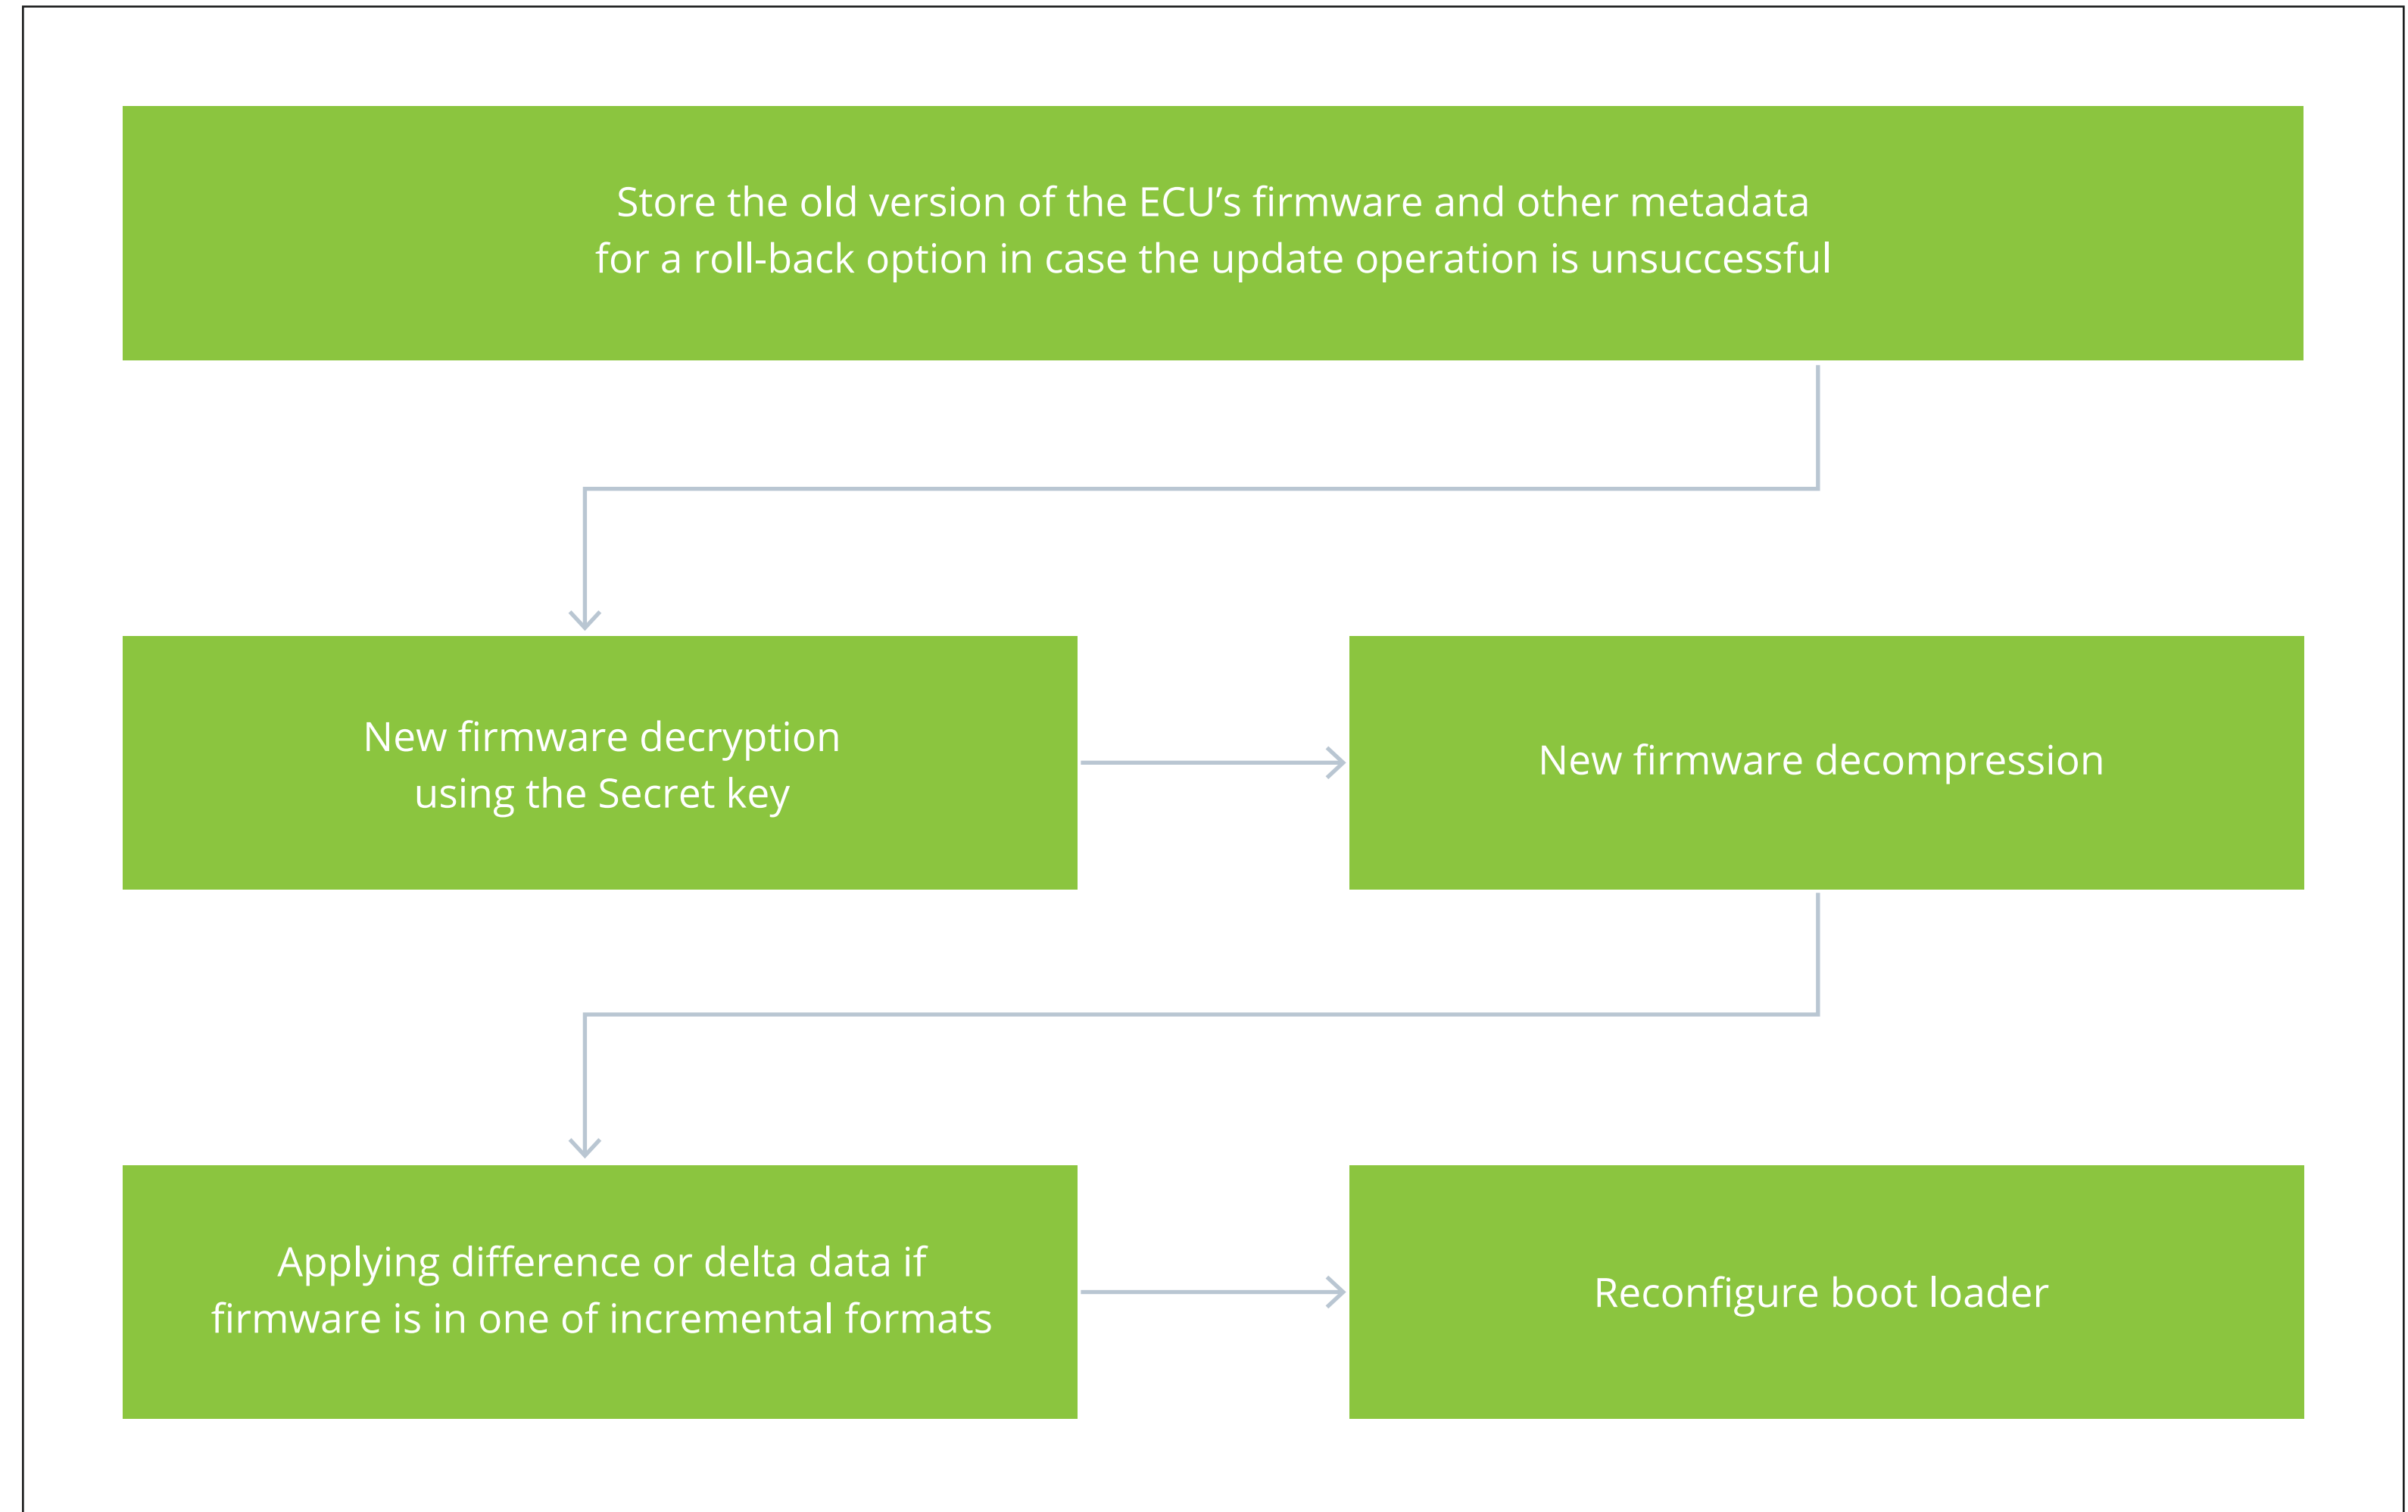 Store the old version of the ECU’s firmware and other metadata
for a roll-back option in case the update operation is unsuccessful
New firmware decryption
using the Secret key
New firmware decompression
Applying difference or delta data if
firmware is in one of incremental formats
Reconfigure boot loader